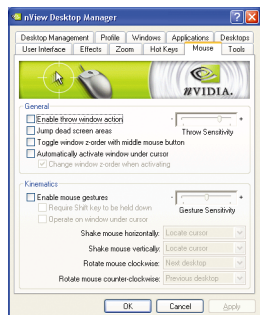 nView Desktop Manager
Desktop Management Profile Windows Applications Desktops
User Interface Effects Zoom Hot Keys Mouse Tools
NVIDIA.
General
Enable throw window action
Jump dead screen areas
Toggle window z-order with middle mouse button
Automatically activate window under cursor
Change window z-order when activating
- +
Throw Sensitivity
Kinematics
Enable mouse gestures
Require Shift key to be held down
Operate on window under cursor
- +
Gesture Sensitivity
Shake mouse horizontally: Locate cursor
Shake mouse vertically: Locate cursor
Rotate mouse clockwise: Next desktop
Rotate mouse counter-clockwise: Previous desktop
OK Cancel Apply